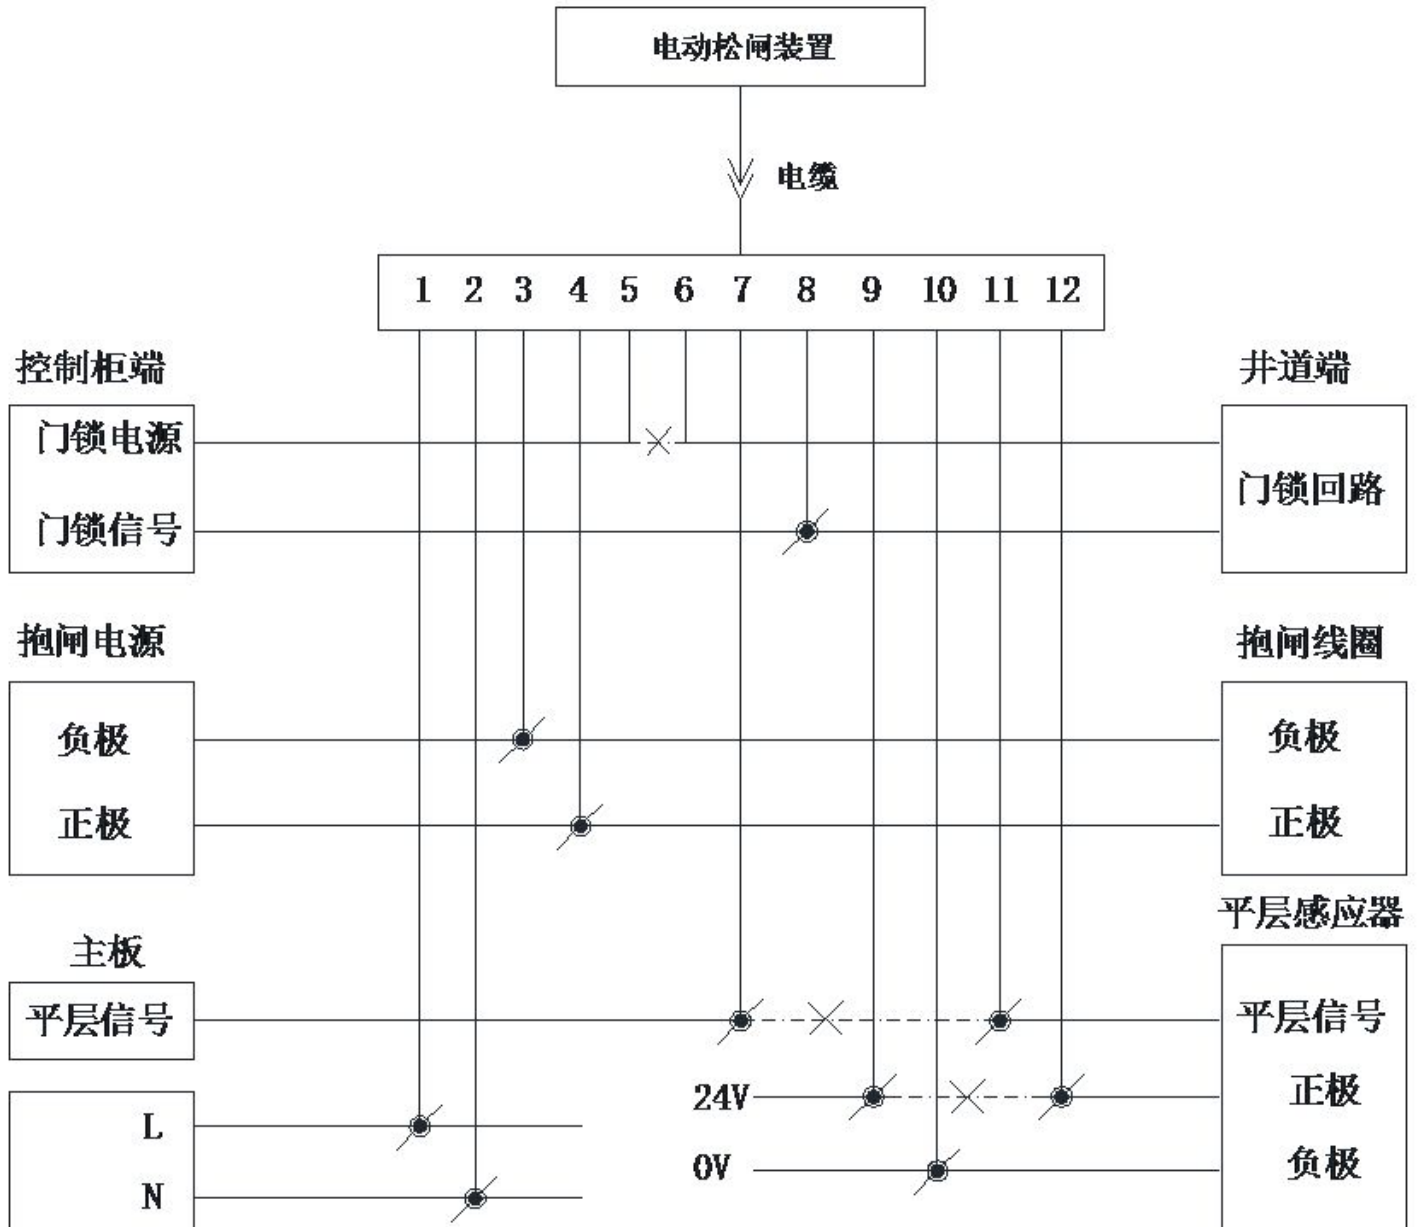 电动松闸装置
电缆
1 2 3 4 5 6 7 8 9 10 11 12
控制柜端
井道端
门锁电源
门锁回路
门锁信号
抱闸电源
抱闸线圈
负极
负极
正极
正极
平层感应器
主板
平层信号
平层信号
24V
正极
L
0V
负极
N